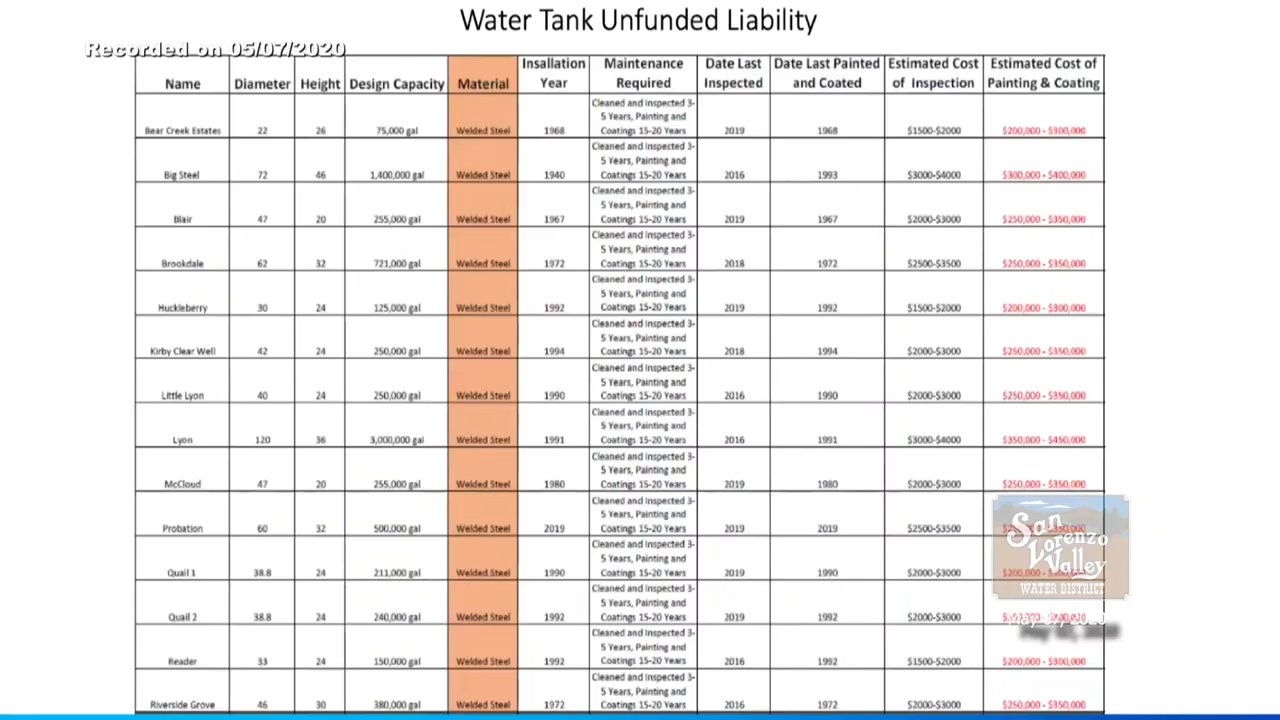 Water Tank Unfunded Liability
Recorded on 05/07/2020
Name Diameter Height Design Capacity Material Insallation Year Maintenance Required Date Last Inspected Date Last Painted and Coated Estimated Cost of Inspection Estimated Cost of Painting & Coating
Bear Creek Estates 22 26 75,000 gal Welded Steel 1968 Cleaned and Inspected 3-5 Years, Painting and Coatings 15-20 Years 2019 1968 $1500-$2000 $200,000 - $300,000
Big Steel 72 46 1,400,000 gal Welded Steel 1940 Cleaned and Inspected 3-5 Years, Painting and Coatings 15-20 Years 2016 1993 $3000-$4000 $300,000 - $400,000
Blair 47 20 255,000 gal Welded Steel 1967 Cleaned and Inspected 3-5 Years, Painting and Coatings 15-20 Years 2019 1967 $2000-$3000 $250,000 - $350,000
Brookdale 62 32 721,000 gal Welded Steel 1972 Cleaned and Inspected 3-5 Years, Painting and Coatings 15-20 Years 2018 1972 $2500-$3500 $250,000 - $350,000
Huckleberry 30 24 125,000 gal Welded Steel 1992 Cleaned and Inspected 3-5 Years, Painting and Coatings 15-20 Years 2019 1992 $1500-$2000 $200,000 - $300,000
Kirby Clear Well 42 24 250,000 gal Welded Steel 1994 Cleaned and Inspected 3-5 Years, Painting and Coatings 15-20 Years 2018 1994 $2000-$3000 $250,000 - $350,000
Little Lyon 40 24 250,000 gal Welded Steel 1990 Cleaned and Inspected 3-5 Years, Painting and Coatings 15-20 Years 2016 1990 $2000-$3000 $250,000 - $350,000
Lyon 120 36 3,000,000 gal Welded Steel 1991 Cleaned and Inspected 3-5 Years, Painting and Coatings 15-20 Years 2016 1991 $3000-$4000 $350,000 - $450,000
McCloud 47 20 255,000 gal Welded Steel 1980 Cleaned and Inspected 3-5 Years, Painting and Coatings 15-20 Years 2019 1980 $2000-$3000 $250,000 - $350,000
Probation 60 32 500,000 gal Welded Steel 2019 Cleaned and Inspected 3-5 Years, Painting and Coatings 15-20 Years 2019 2019 $2500-$3500
Quail 1 38.8 24 211,000 gal Welded Steel 1990 Cleaned and Inspected 3-5 Years, Painting and Coatings 15-20 Years 2019 1990 $2000-$3000 $200,000 -
Quail 2 38.8 24 240,000 gal Welded Steel 1992 Cleaned and Inspected 3-5 Years, Painting and Coatings 15-20 Years 2019 1992 $2000-$3000
Reader 33 24 150,000 gal Welded Steel 1992 Cleaned and Inspected 3-5 Years, Painting and Coatings 15-20 Years 2016 1992 $1500-$2000 $200,000 - $300,000
Riverside Grove 46 30 380,000 gal Welded Steel 1972 Cleaned and Inspected 3-5 Years, Painting and Coatings 15-20 Years 2016 1972 $2000-$3000 $250,000 - $350,000
San Lorenzo Valley
WATER DISTRICT